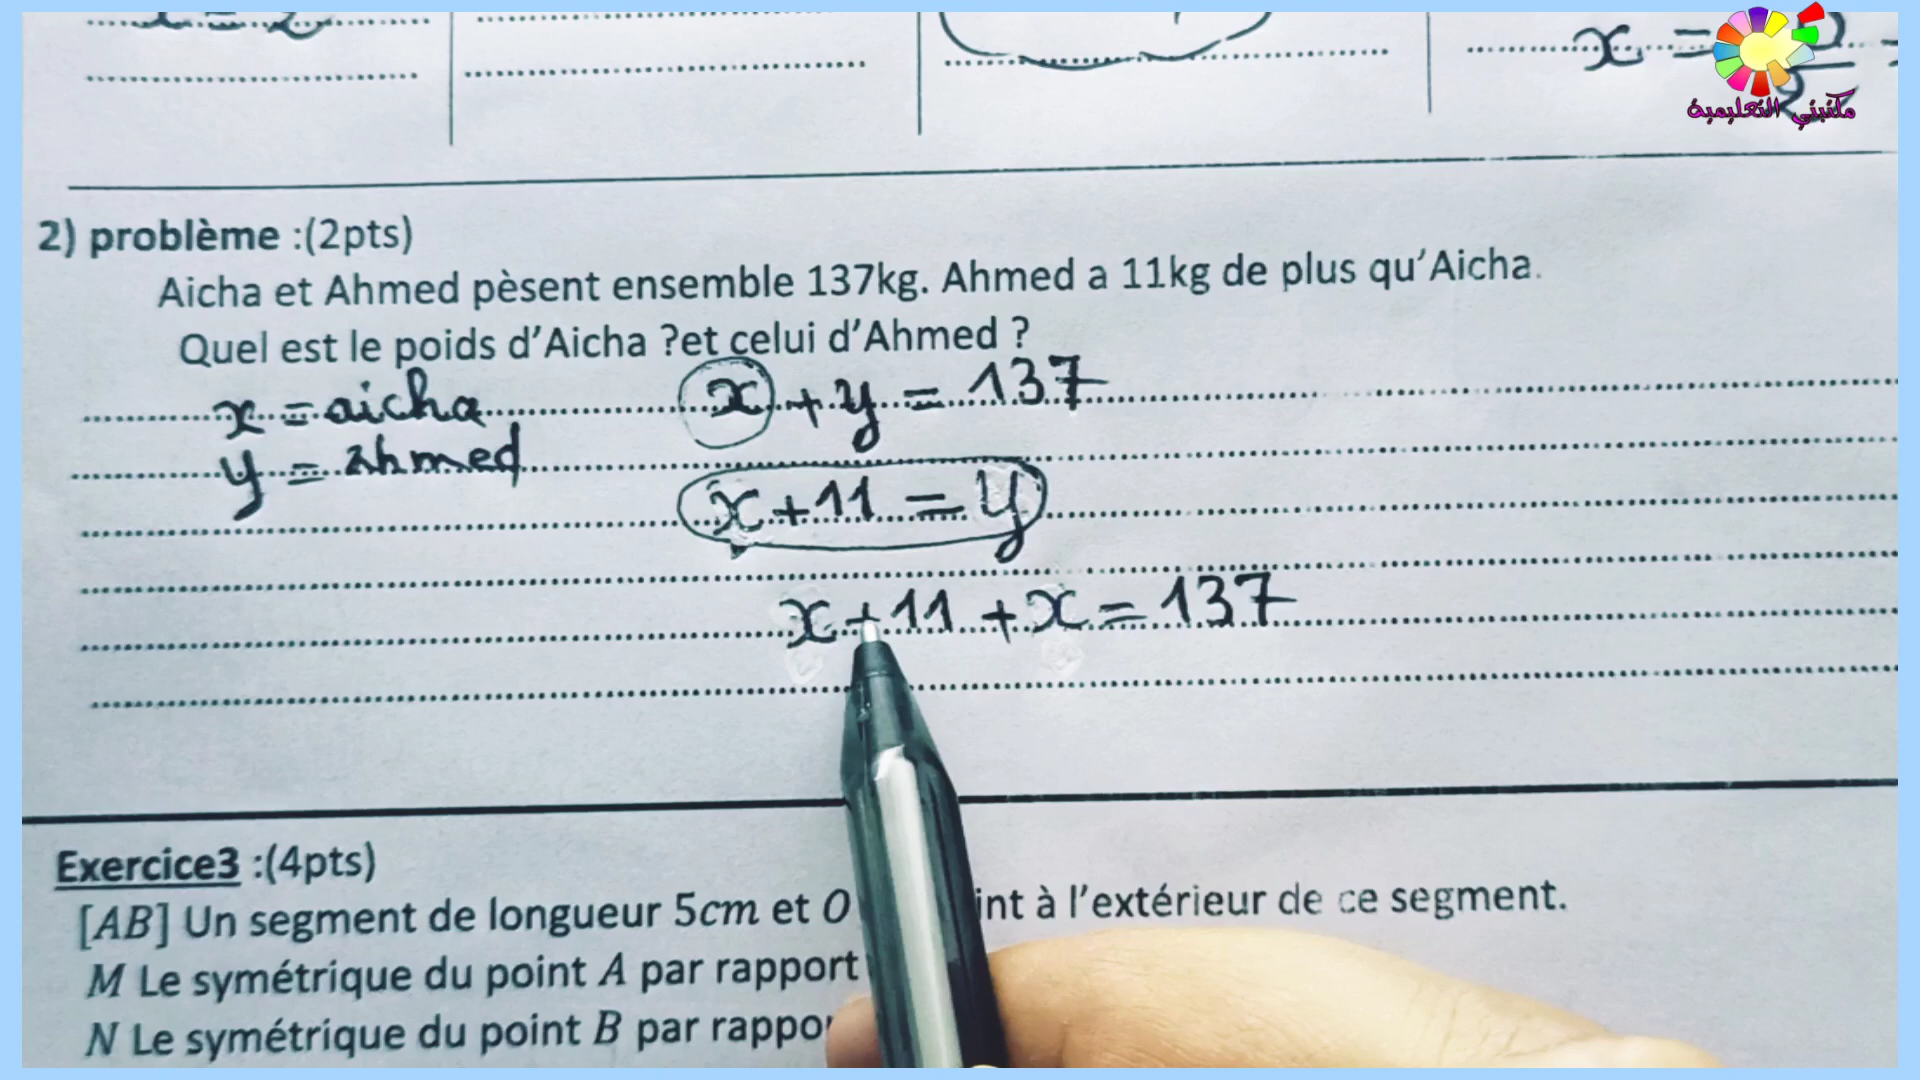 x = 2
x =
مكتبتي التعليمية
2) problème :(2pts)
Aicha et Ahmed pèsent ensemble 137kg. Ahmed a 11kg de plus qu'Aicha.
Quel est le poids d'Aicha ?et celui d'Ahmed ?
x = aicha
x + y = 137
y = ahmed
x + 11 = y
x + 11 + x = 137
Exercice3 :(4pts)
[AB] Un segment de longueur 5cm et O int à l'extérieur de ce segment.
M Le symétrique du point A par rapport
N Le symétrique du point B par rappo